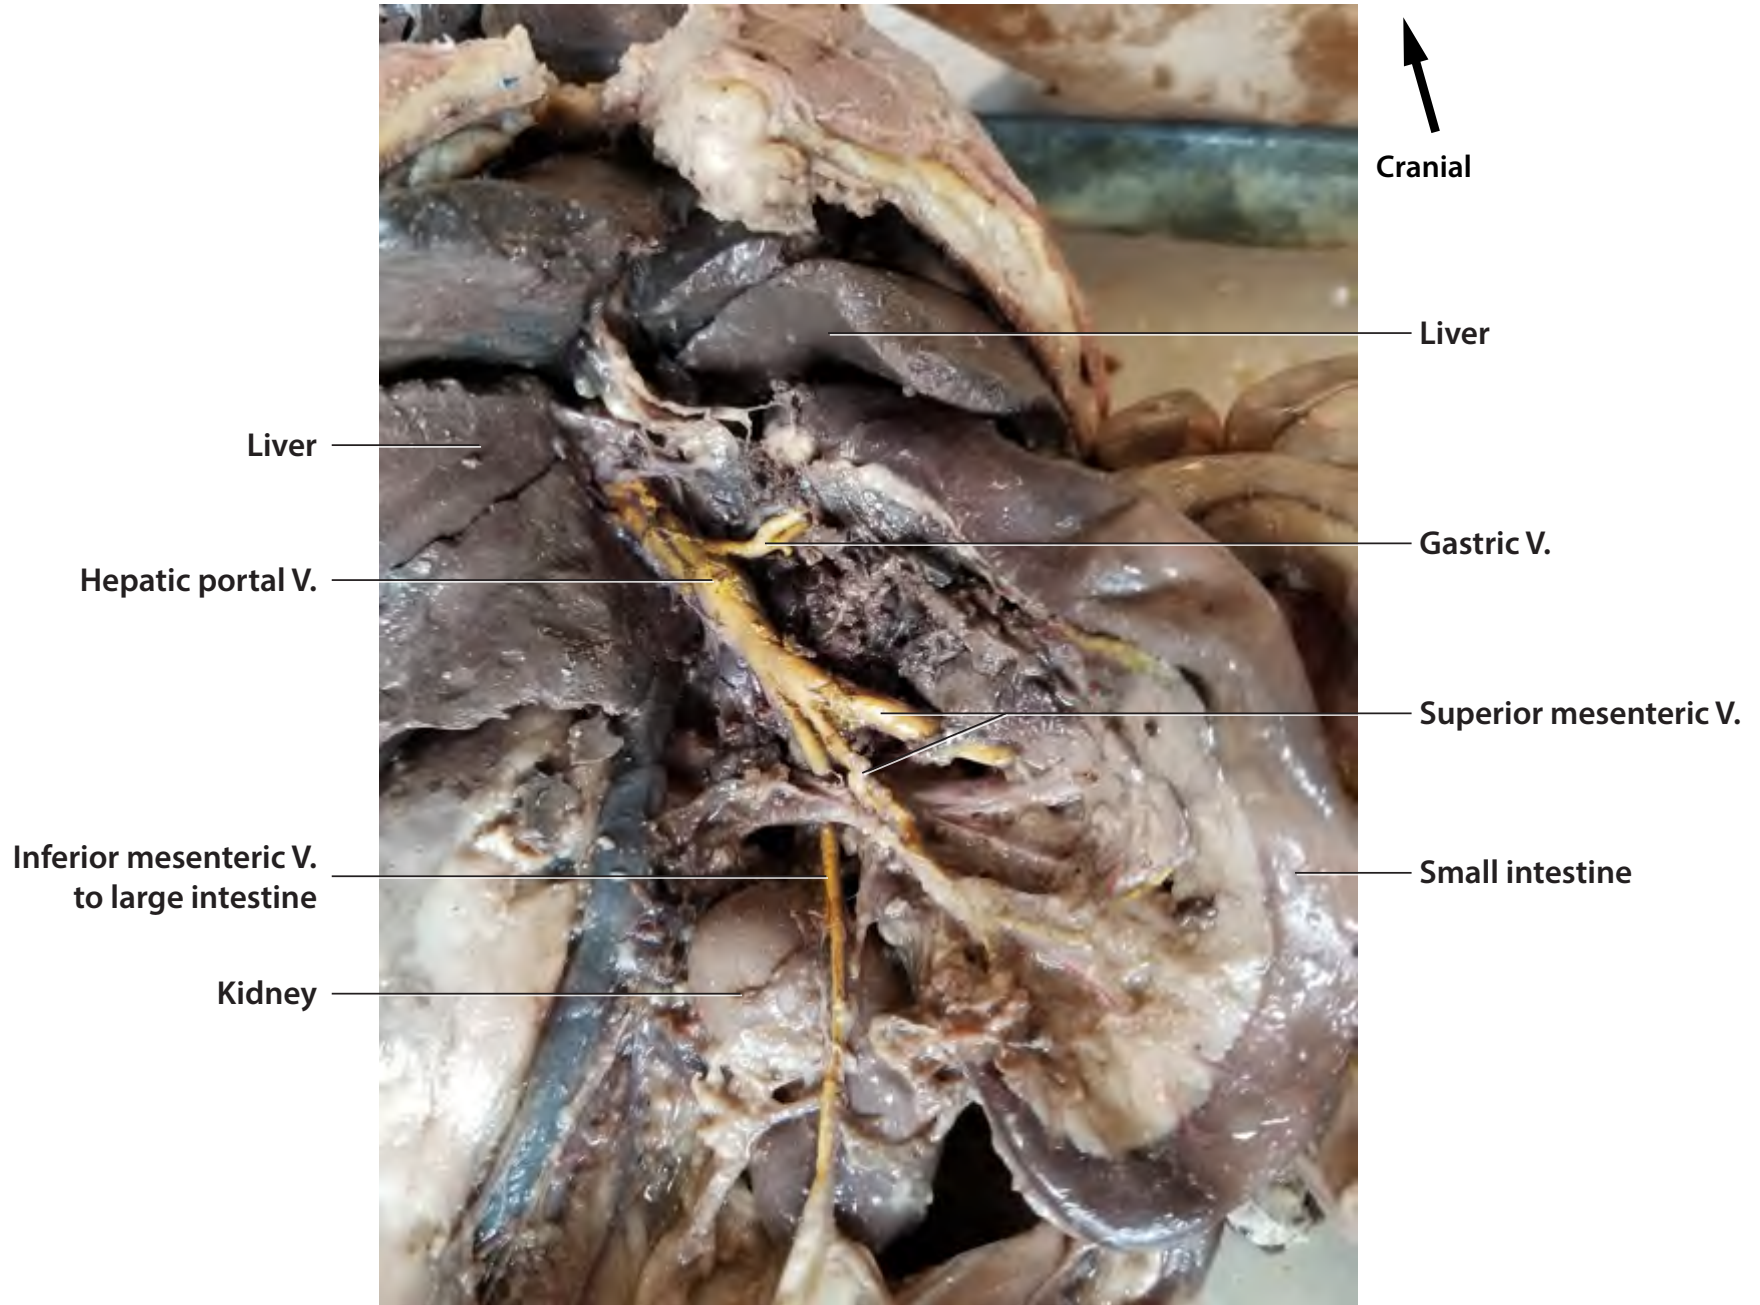 Cranial
Liver
Liver
Gastric V.
Hepatic portal V.
Superior mesenteric V.
Inferior mesenteric V.
to large intestine
Small intestine
Kidney